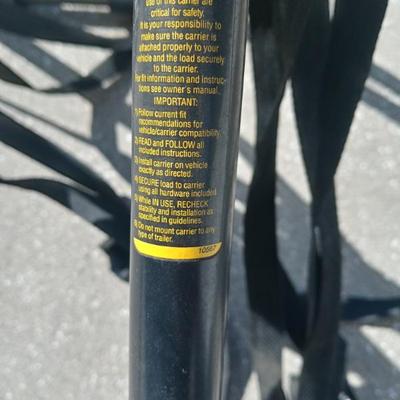 use of this carrier are
critical for safety.
It is your responsibility to
make sure the carrier is
attached properly to your
vehicle and the load securely
to the carrier.
For fit information and instruc-
tions see owner's manual.
IMPORTANT:
1) Follow current fit
recommendations for
vehicle/carrier compatibility.
2) READ and FOLLOW all
included instructions.
3) Install carrier on vehicle
exactly as directed.
4) SECURE load to carrier
using all hardware included.
5) While IN USE, RECHECK
stability and installation as
specified in guidelines.
6) Do not mount carrier to any
type of trailer.
10567